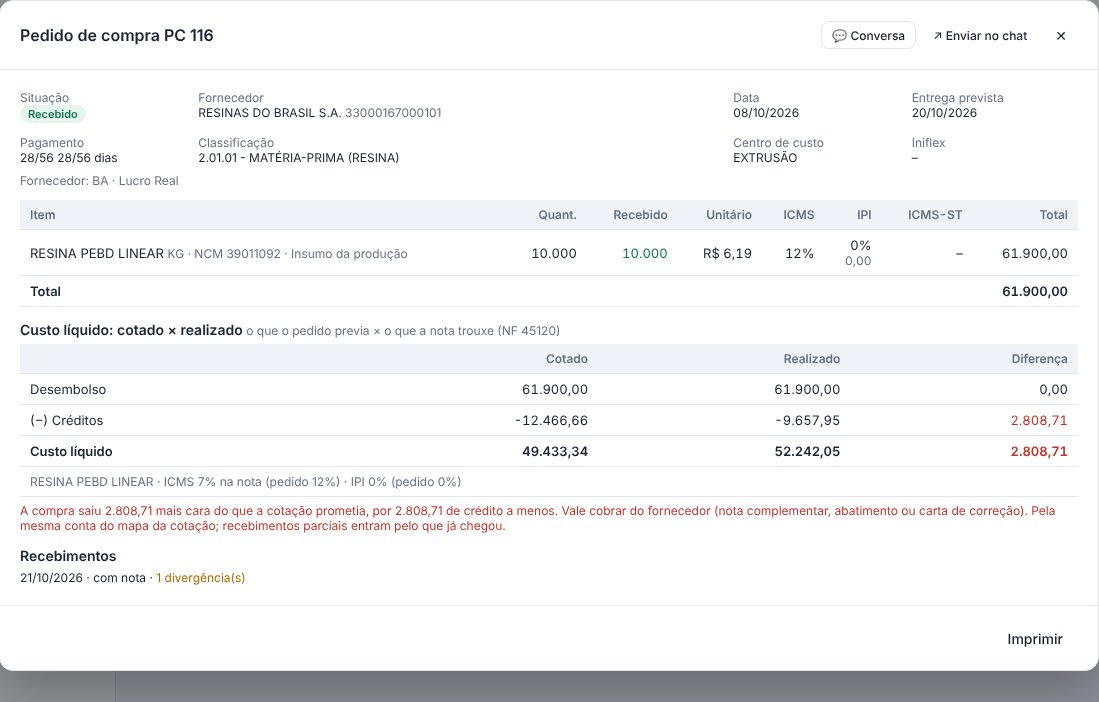 Pedido de compra PC 116
💬 Conversa
↗ Enviar no chat
✕
Situação Fornecedor Data Entrega prevista
Recebido RESINAS DO BRASIL S.A. 33000167000101 08/10/2026 20/10/2026
Pagamento Classificação Centro de custo Iniflex
28/56 28/56 dias 2.01.01 - MATÉRIA-PRIMA (RESINA) EXTRUSÃO –
Fornecedor: BA · Lucro Real
Item Quant. Recebido Unitário ICMS IPI ICMS-ST Total
RESINA PEBD LINEAR KG · NCM 39011092 · Insumo da produção 10.000 10.000 R$ 6,19 12% 0% – 61.900,00
0,00
Total 61.900,00
Custo líquido: cotado × realizado o que o pedido previa × o que a nota trouxe (NF 45120)
Cotado Realizado Diferença
Desembolso 61.900,00 61.900,00 0,00
(−) Créditos -12.466,66 -9.657,95 2.808,71
Custo líquido 49.433,34 52.242,05 2.808,71
RESINA PEBD LINEAR · ICMS 7% na nota (pedido 12%) · IPI 0% (pedido 0%)
A compra saiu 2.808,71 mais cara do que a cotação prometia, por 2.808,71 de crédito a menos. Vale cobrar do fornecedor (nota complementar, abatimento ou carta de correção). Pela
mesma conta do mapa da cotação; recebimentos parciais entram pelo que já chegou.
Recebimentos
21/10/2026 · com nota · 1 divergência(s)
Imprimir